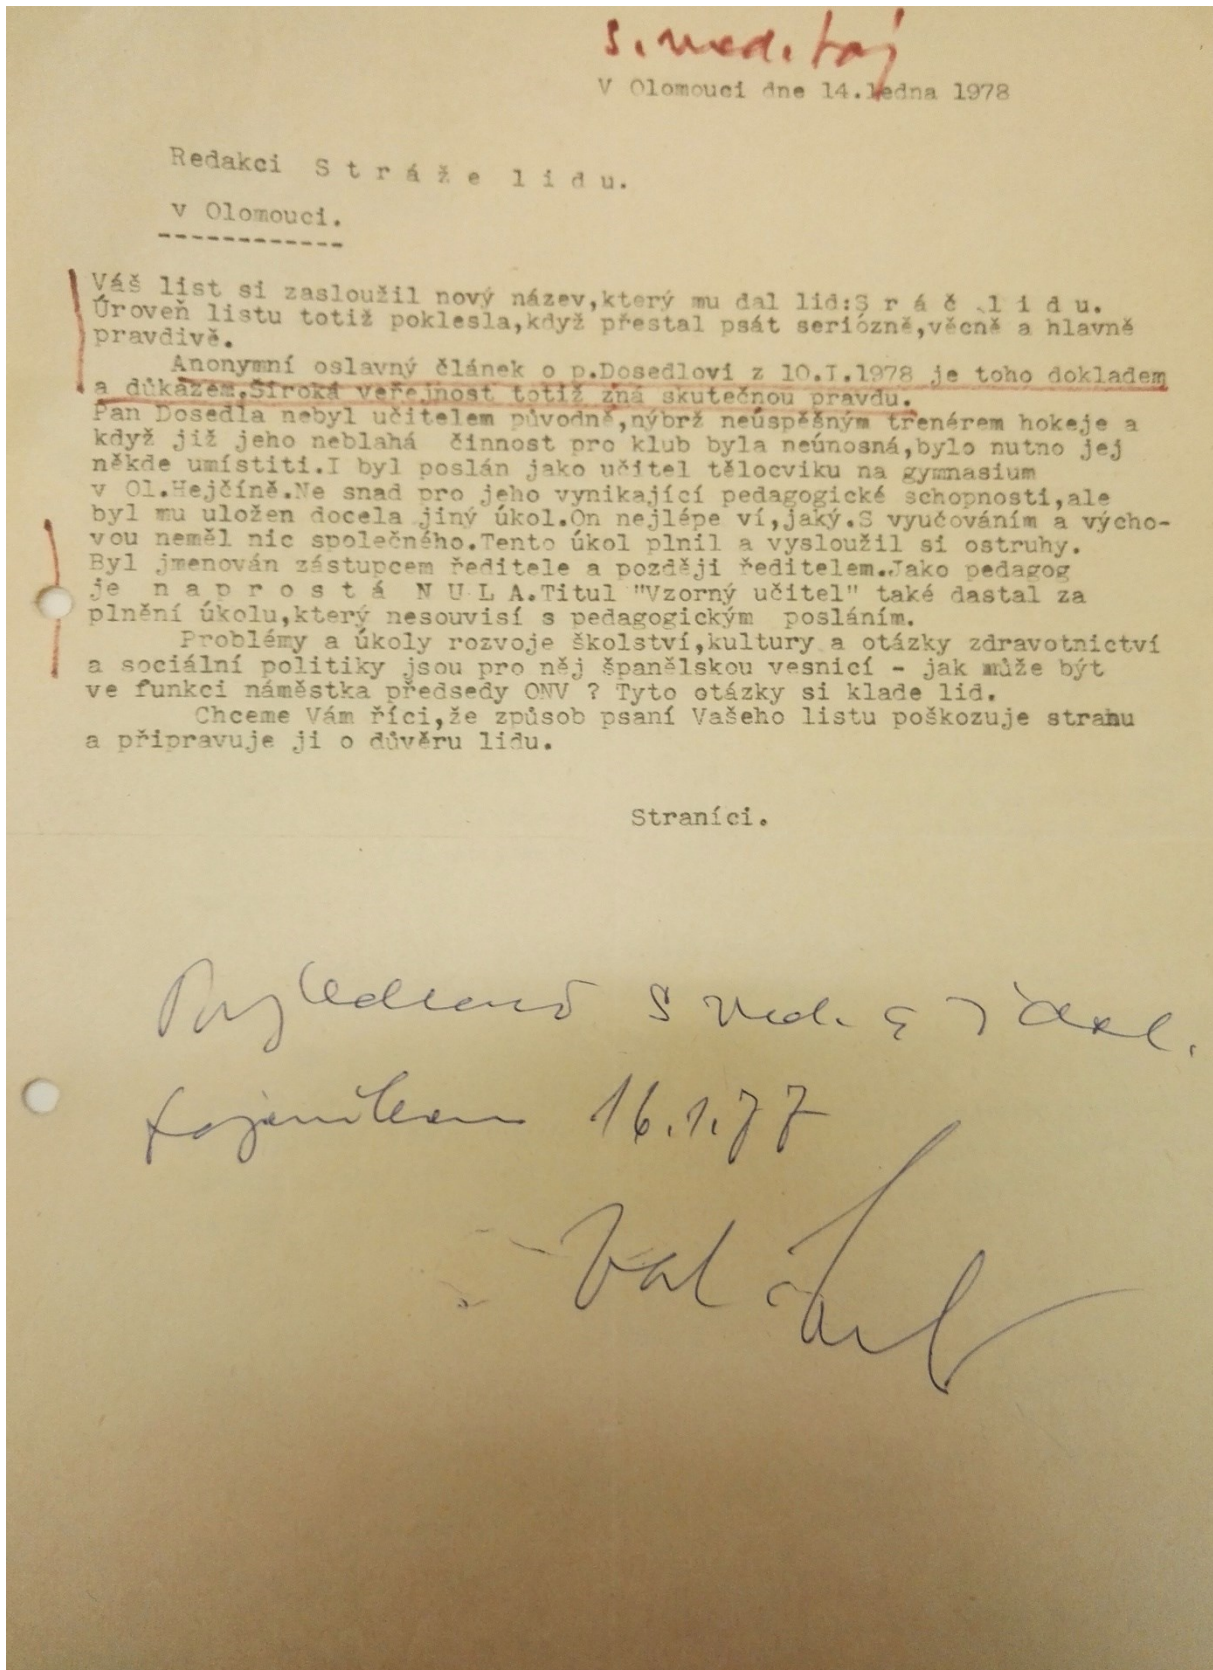 s. ved. taj
V Olomouci dne 14.ledna 1978
Redakci S t r á ž e l i d u.
v Olomouci.
Váš list si zasloužil nový název,který mu dal lid:S r á č l i d u.
Úroveň listu totiž poklesla,když přestal psát seriózně,věcně a hlavně
pravdivě.
Anonymní oslavný článek o p.Dosedlovi z 10.I.1978 je toho dokladem
a důkazem.Široká veřejnost totiž zná skutečnou pravdu.
Pan Dosedla nebyl učitelem původně,nýbrž neúspěšným trenérem hokeje a
když již jeho neblahá činnost pro klub byla neúnosná,bylo nutno jej
někde umístiti.I byl poslán jako učitel tělocviku na gymnasium
v Ol.Hejčíně.Ne snad pro jeho vynikající pedagogické schopnosti,ale
byl mu uložen docela jiný úkol.On nejlépe ví,jaký.S vyučováním a výcho-
vou neměl nic společného.Tento úkol plnil a vysloužil si ostruhy.
Byl jmenován zástupcem ředitele a později ředitelem.Jako pedagog
je n a p r o s t á N U L A.Titul "Vzorný učitel" také dastal za
plnění úkolu,který nesouvisí s pedagogickým posláním.
Problémy a úkoly rozvoje školství,kultury a otázky zdravotnictví
a sociální politiky jsou pro něj španělskou vesnicí - jak může být
ve funkci náměstka předsedy ONV ? Tyto otázky si klade lid.
Chceme Vám říci,že způsob psaní Vašeho listu poškozuje stranu
a připravuje ji o důvěru lidu.
Straníci.
s ved.
tajemníkem 16.1.77